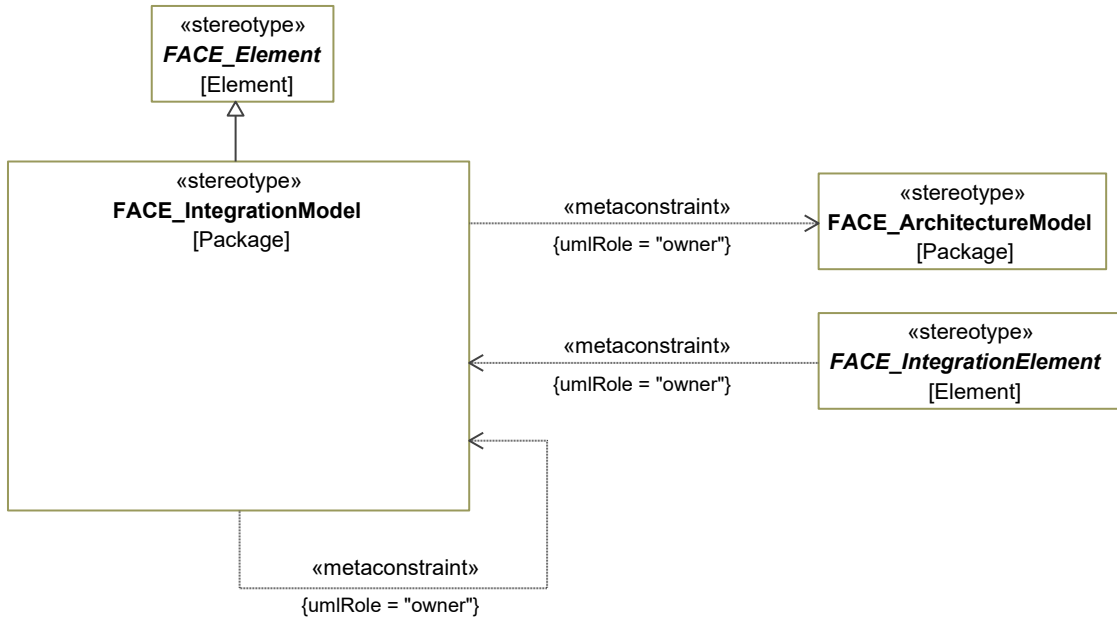 «stereotype»
FACE_Element
[Element]
«stereotype»
FACE_IntegrationModel
[Package]
«metaconstraint»
{umlRole = "owner"}
«stereotype»
FACE_ArchitectureModel
[Package]
«metaconstraint»
{umlRole = "owner"}
«stereotype»
FACE_IntegrationElement
[Element]
«metaconstraint»
{umlRole = "owner"}